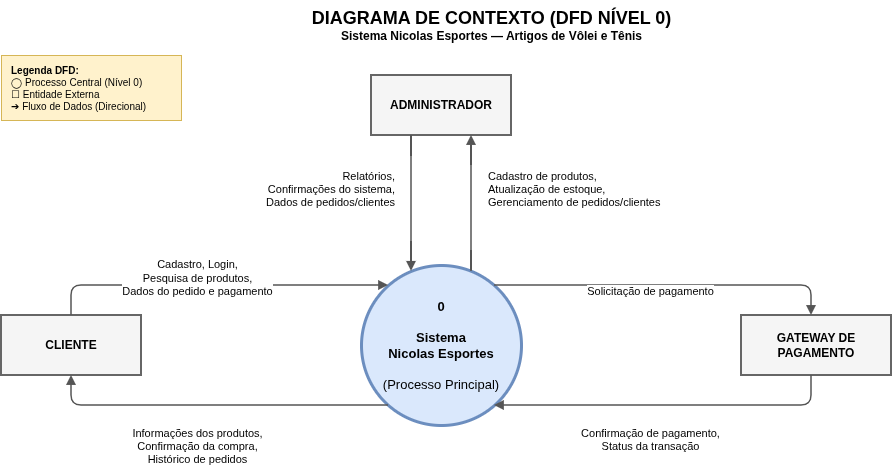 DIAGRAMA DE CONTEXTO (DFD NÍVEL 0)
Sistema Nicolas Esportes — Artigos de Vôlei e Tênis
Legenda DFD:
◯ Processo Central (Nível 0)
□ Entidade Externa
➔ Fluxo de Dados (Direcional)
ADMINISTRADOR
Relatórios,
Confirmações do sistema,
Dados de pedidos/clientes
Cadastro de produtos,
Atualização de estoque,
Gerenciamento de pedidos/clientes
Cadastro, Login,
Pesquisa de produtos,
Dados do pedido e pagamento
Solicitação de pagamento
CLIENTE
0
Sistema
Nicolas Esportes
(Processo Principal)
GATEWAY DE
PAGAMENTO
Informações dos produtos,
Confirmação da compra,
Histórico de pedidos
Confirmação de pagamento,
Status da transação